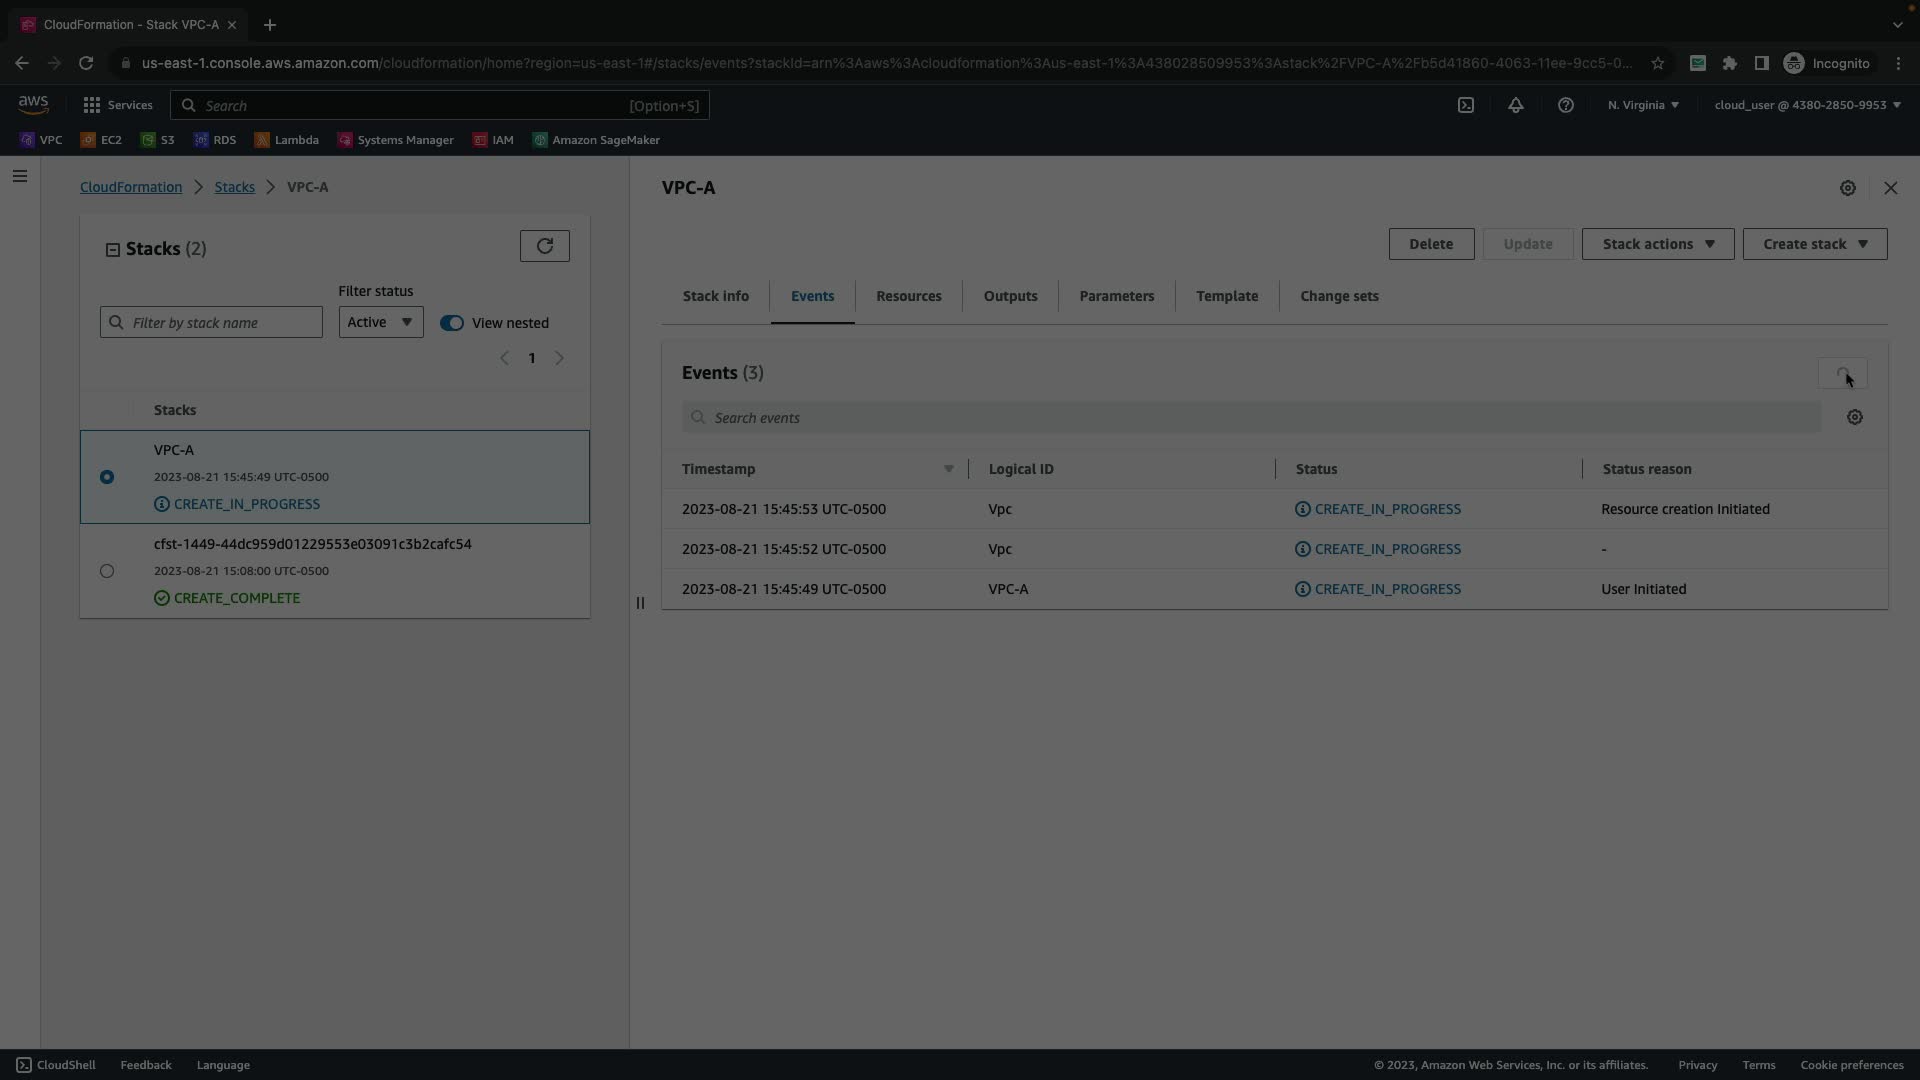 CloudFormation - Stack VPC-A
us-east-1.console.aws.amazon.com/cloudformation/home?region=us-east-1#/stacks/events?stackId=arn%3Aaws%3Acloudformation%3Aus-east-1%3A438028509953%3Astack%2FVPC-A%2Fb5d41860-4063-11ee-9cc5-0...
Incognito
aws
Services
Search
[Option+S]
N. Virginia
cloud_user @ 4380-2850-9953
VPC
EC2
S3
RDS
Lambda
Systems Manager
IAM
Amazon SageMaker
CloudFormation > Stacks > VPC-A
Stacks (2)
Filter status
Filter by stack name
Active
View nested
1
Stacks
VPC-A
2023-08-21 15:45:49 UTC-0500
CREATE_IN_PROGRESS
cfst-1449-44dc959d01229553e03091c3b2cafc54
2023-08-21 15:08:00 UTC-0500
CREATE_COMPLETE
VPC-A
Delete
Update
Stack actions
Create stack
Stack info
Events
Resources
Outputs
Parameters
Template
Change sets
Events (3)
Search events
Timestamp Logical ID Status Status reason
2023-08-21 15:45:53 UTC-0500 Vpc CREATE_IN_PROGRESS Resource creation Initiated
2023-08-21 15:45:52 UTC-0500 Vpc CREATE_IN_PROGRESS -
2023-08-21 15:45:49 UTC-0500 VPC-A CREATE_IN_PROGRESS User Initiated
CloudShell
Feedback
Language
© 2023, Amazon Web Services, Inc. or its affiliates.
Privacy
Terms
Cookie preferences